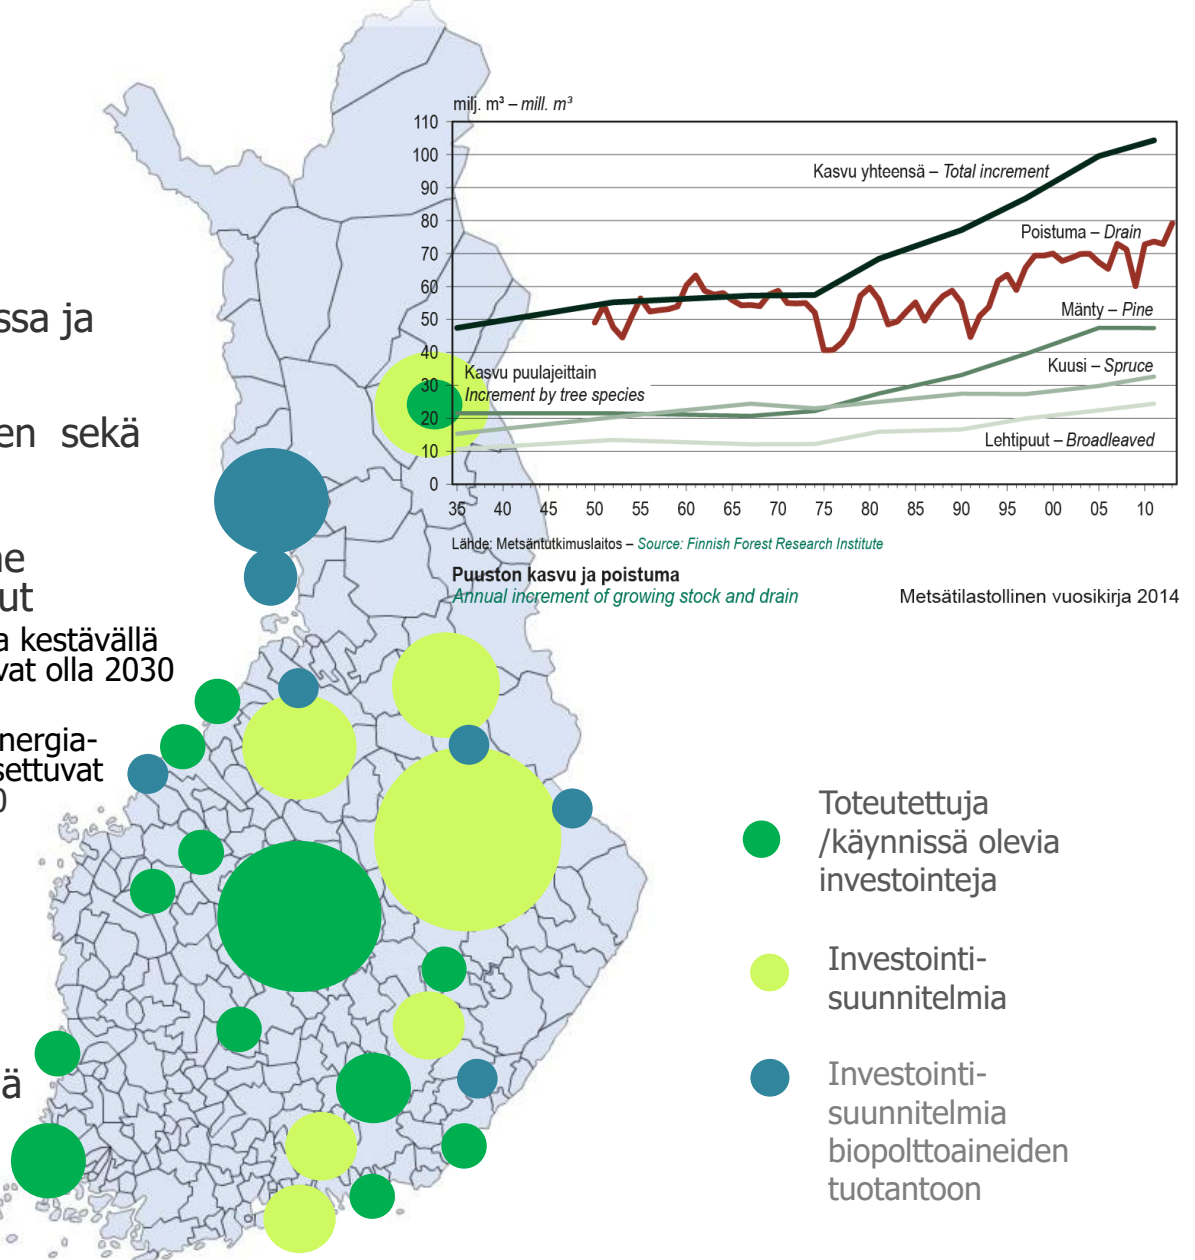 ssa ja
en sekä
ne
ut
a kestävällä
vat olla 2030
nergia-
settuvat
0
ä
milj. m³ – mill. m³
110
100
90
80
70
60
50
40
30
20
10
0
Kasvu yhteensä – Total increment
Poistuma – Drain
Mänty – Pine
Kuusi – Spruce
Kasvu puulajeittain
Increment by tree species
Lehtipuut – Broadleaved
35 40 45 50 55 60 65 70 75 80 85 90 95 00 05 10
Lähde: Metsäntutkimuslaitos – Source: Finnish Forest Research Institute
Puuston kasvu ja poistuma
Annual increment of growing stock and drain
Metsätilastollinen vuosikirja 2014
Toteutettuja
/käynnissä olevia
investointeja
Investointi-
suunnitelmia
Investointi-
suunnitelmia
biopolttoaineiden
tuotantoon